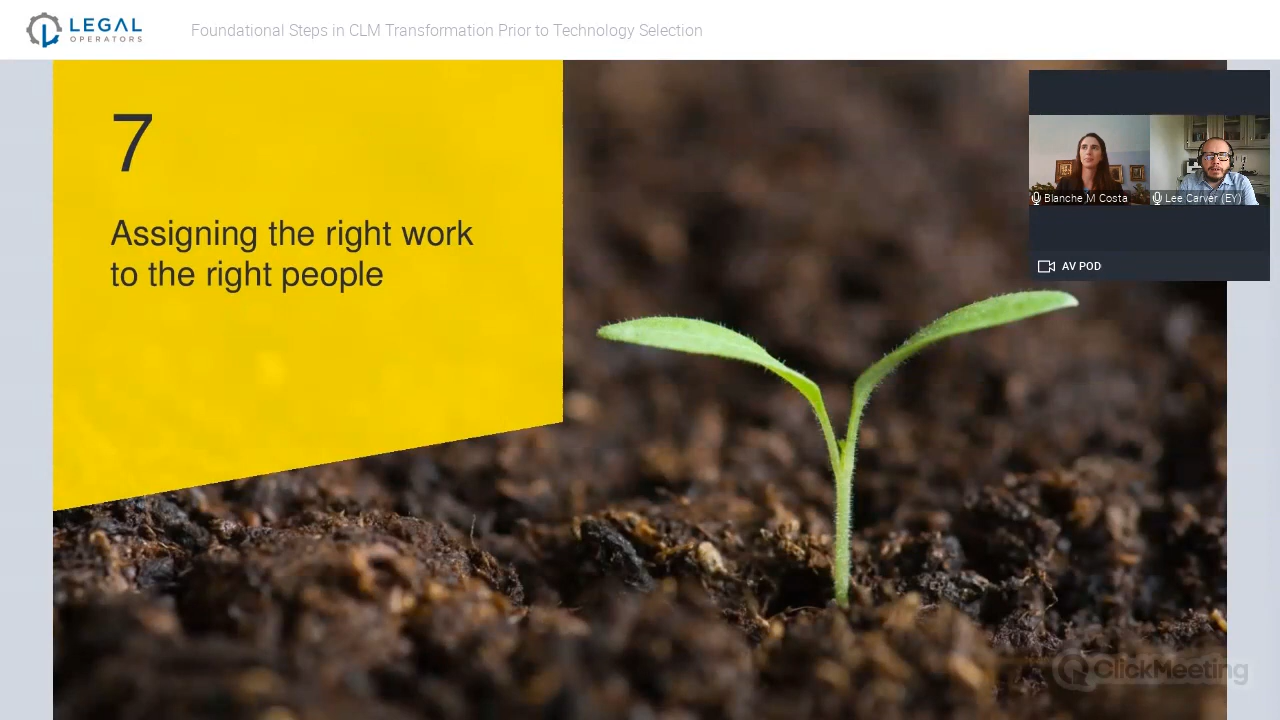 LEGAL
OPERATORS
Foundational Steps in CLM Transformation Prior to Technology Selection
7
Assigning the right work
to the right people
Blanche M Costa
Lee Carver (EY)
AV POD
ClickMeeting